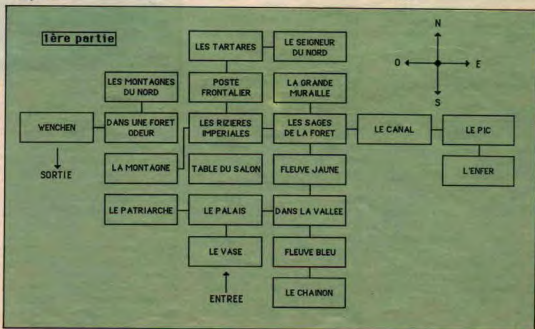 1ère partie
N
O
E
S
LES TARTARES
LE SEIGNEUR
DU NORD
LES MONTAGNES
DU NORD
POSTE
FRONTALIER
LA GRANDE
MURAILLE
WENCHEN
DANS UNE FORET
ODEUR
LES RIZIERES
IMPERIALES
LES SAGES
DE LA FORET
LE CANAL
LE PIC
SORTIE
LA MONTAGNE
TABLE DU SALON
FLEUVE JAUNE
L'ENFER
LE PATRIARCHE
LE PALAIS
DANS LA VALLEE
LE VASE
FLEUVE BLEU
ENTREE
LE CHAINON